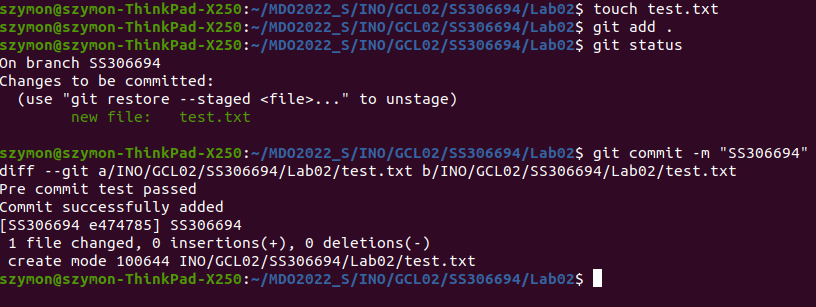 szymon@szymon-ThinkPad-X250:~/MDO2022_S/INO/GCL02/SS306694/Lab02$ touch test.txt
szymon@szymon-ThinkPad-X250:~/MDO2022_S/INO/GCL02/SS306694/Lab02$ git add .
szymon@szymon-ThinkPad-X250:~/MDO2022_S/INO/GCL02/SS306694/Lab02$ git status
On branch SS306694
Changes to be committed:
  (use "git restore --staged <file>..." to unstage)
        new file:   test.txt

szymon@szymon-ThinkPad-X250:~/MDO2022_S/INO/GCL02/SS306694/Lab02$ git commit -m "SS306694"
diff --git a/INO/GCL02/SS306694/Lab02/test.txt b/INO/GCL02/SS306694/Lab02/test.txt
Pre commit test passed
Commit successfully added
[SS306694 e474785] SS306694
 1 file changed, 0 insertions(+), 0 deletions(-)
 create mode 100644 INO/GCL02/SS306694/Lab02/test.txt
szymon@szymon-ThinkPad-X250:~/MDO2022_S/INO/GCL02/SS306694/Lab02$